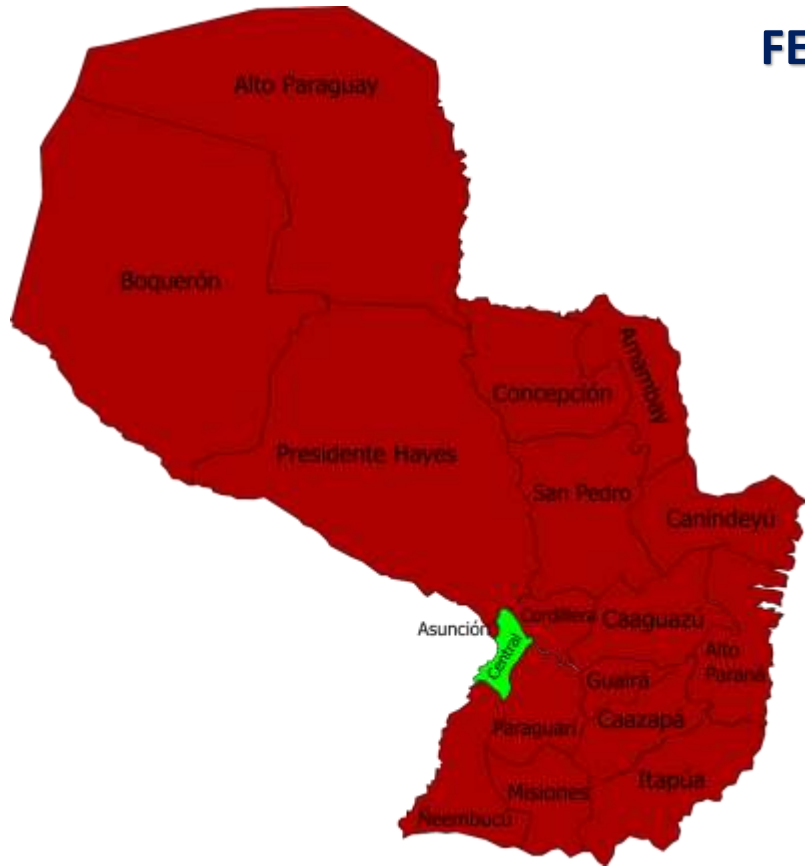 FE
Alto Paraguay
Boquerón
Amambay
Concepción
Presidente Hayes
San Pedro
Canindeyú
Cordillera
Caaguazú
Asunción
Central
Alto
Paraná
Guairá
Caazapá
Paraguarí
Itapúa
Misiones
Ñeembucú